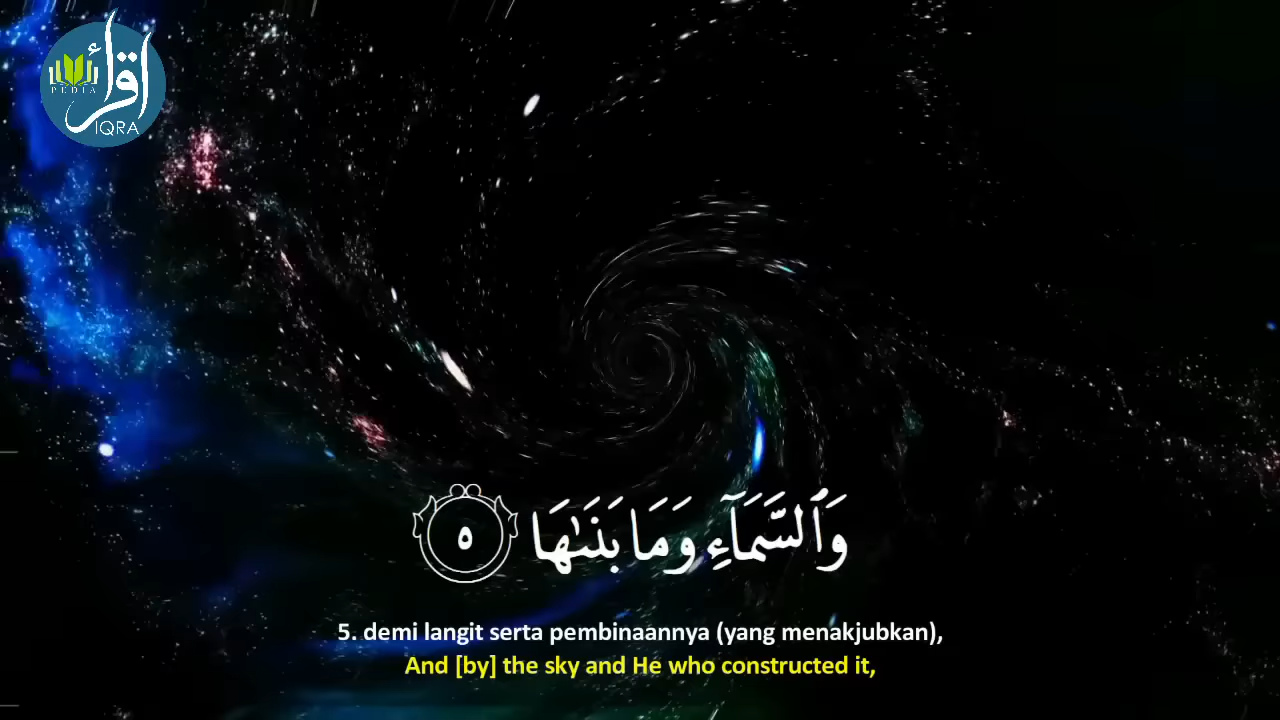 اقرأ
PEDIA
IQRA
وَٱلسَّمَآءِ وَمَا بَنَىٰهَا ٥
5. demi langit serta pembinaannya (yang menakjubkan),
And [by] the sky and He who constructed it,